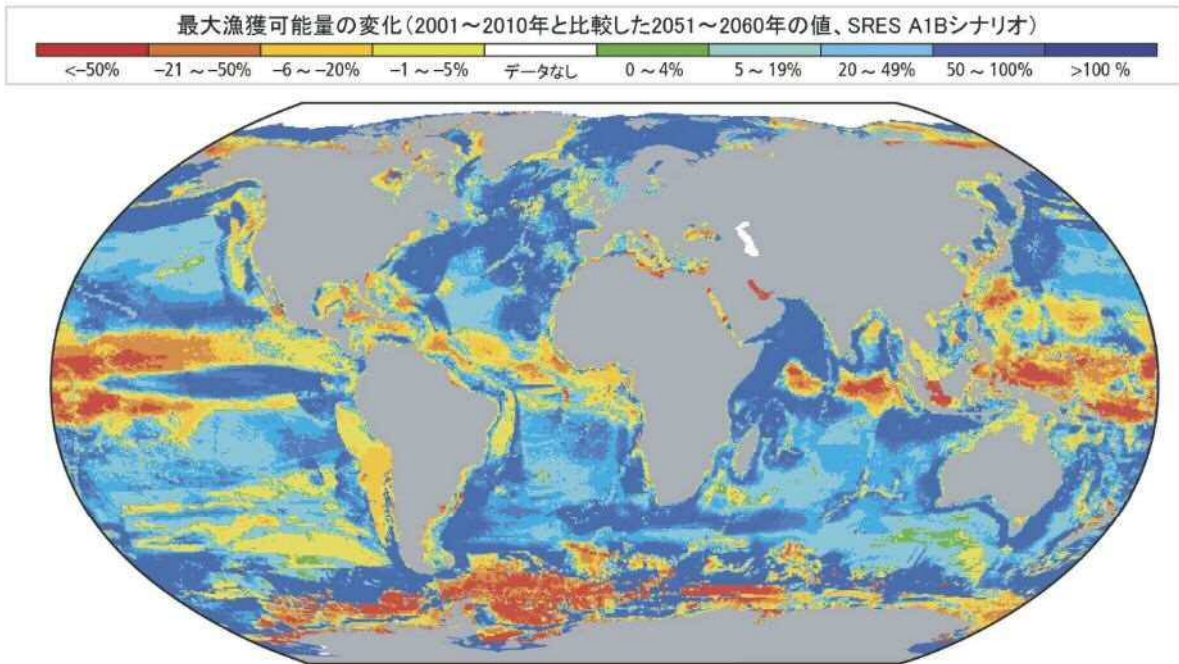 最大漁獲可能量の変化(2001～2010年と比較した2051～2060年の値、SRES A1Bシナリオ)
<–50% –21 ～ –50% –6 ～ –20% –1 ～ –5% データなし 0 ～ 4% 5 ～ 19% 20 ～ 49% 50 ～ 100% >100 %